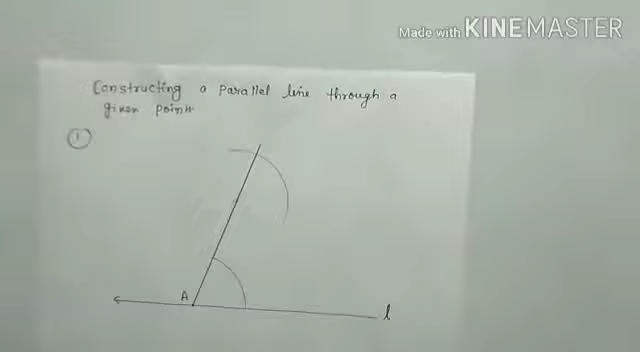 Made with KINEMASTER
Constructing a parallel line through a
given point
1
A
l